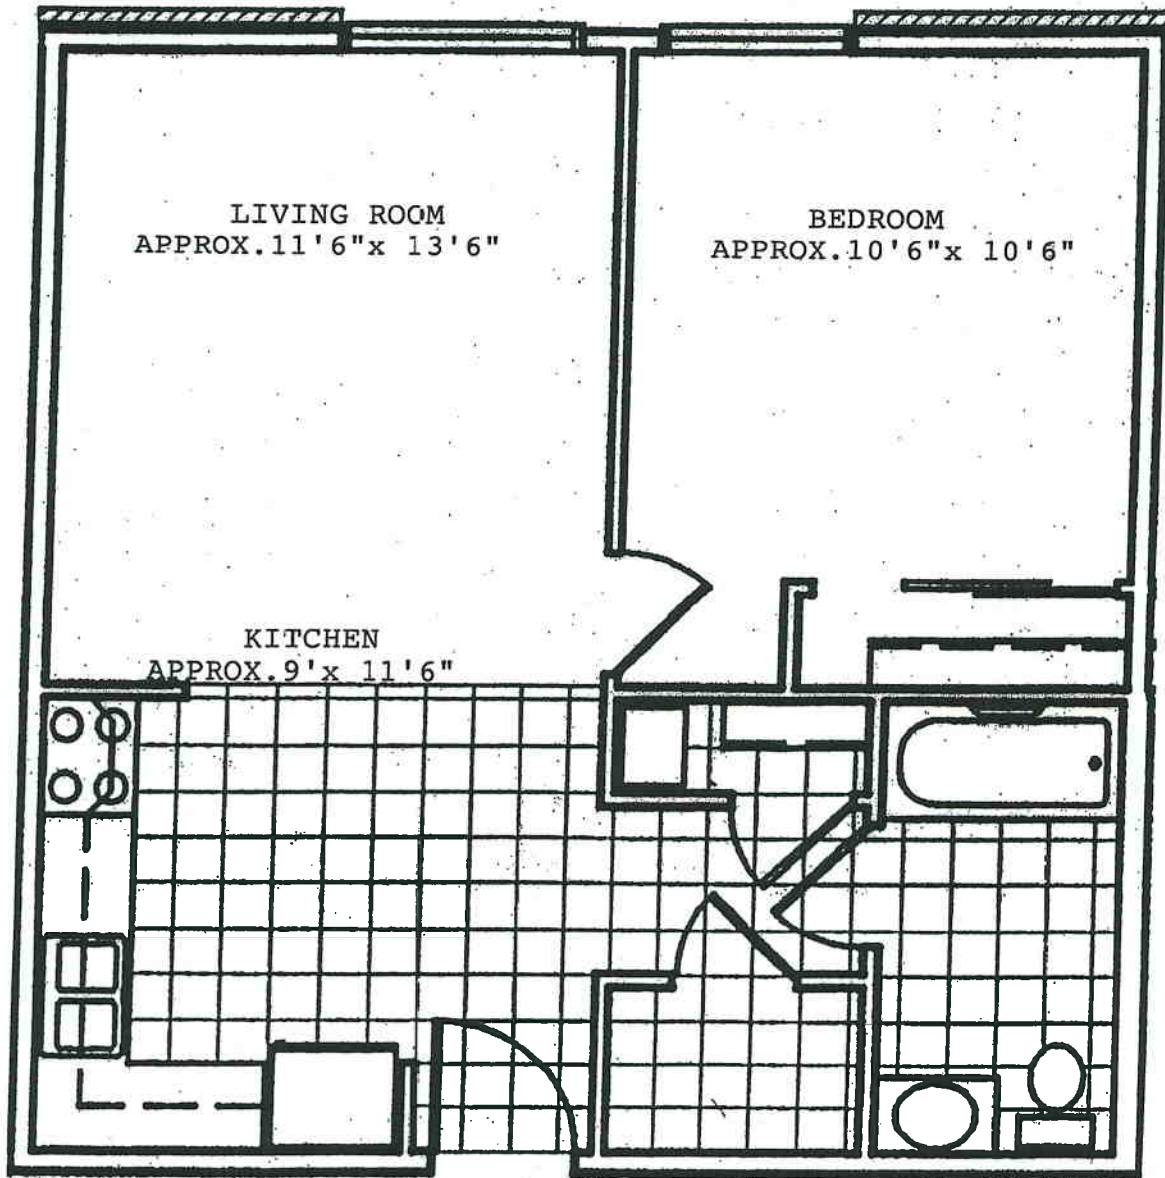 LIVING ROOM
APPROX.11'6"x 13'6"
BEDROOM
APPROX.10'6"x 10'6"
KITCHEN
APPROX.9'x 11'6"